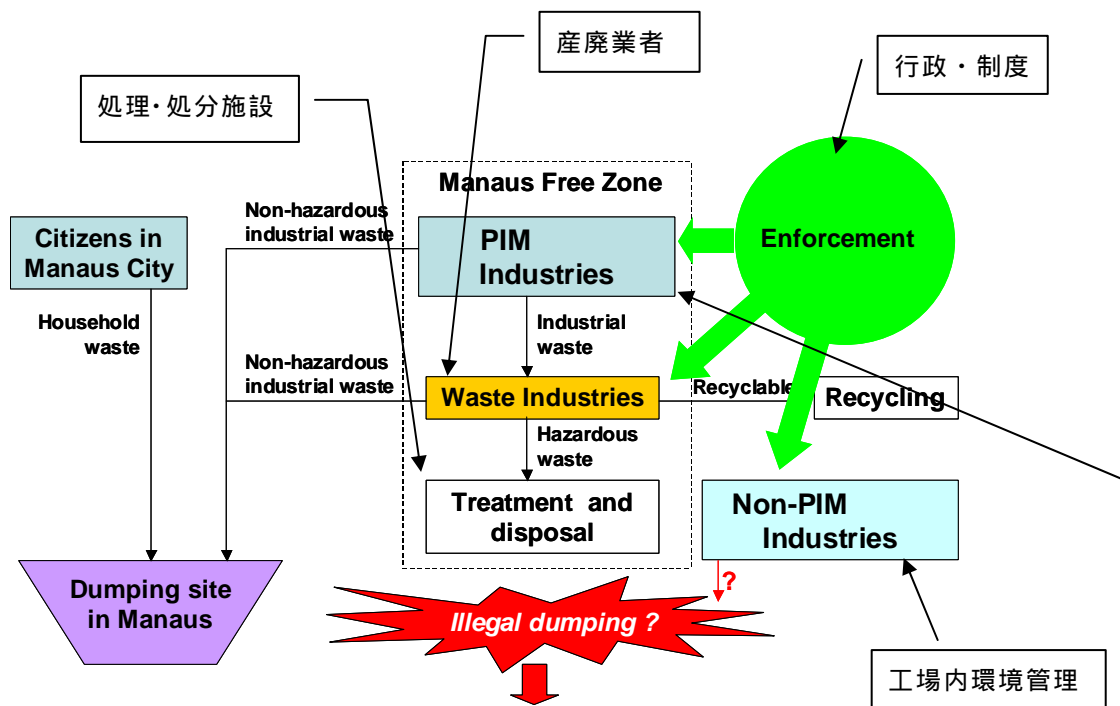 産廃業者
行政・制度
処理・処分施設
Manaus Free Zone
Non-hazardous
industrial waste
Citizens in
Manaus City
PIM
Industries
Enforcement
Household
waste
Industrial
waste
Non-hazardous
industrial waste
Waste Industries
Recyclable
Recycling
Hazardous
waste
Treatment and
disposal
Non-PIM
Industries
Dumping site
in Manaus
?
Illegal dumping ?
工場内環境管理